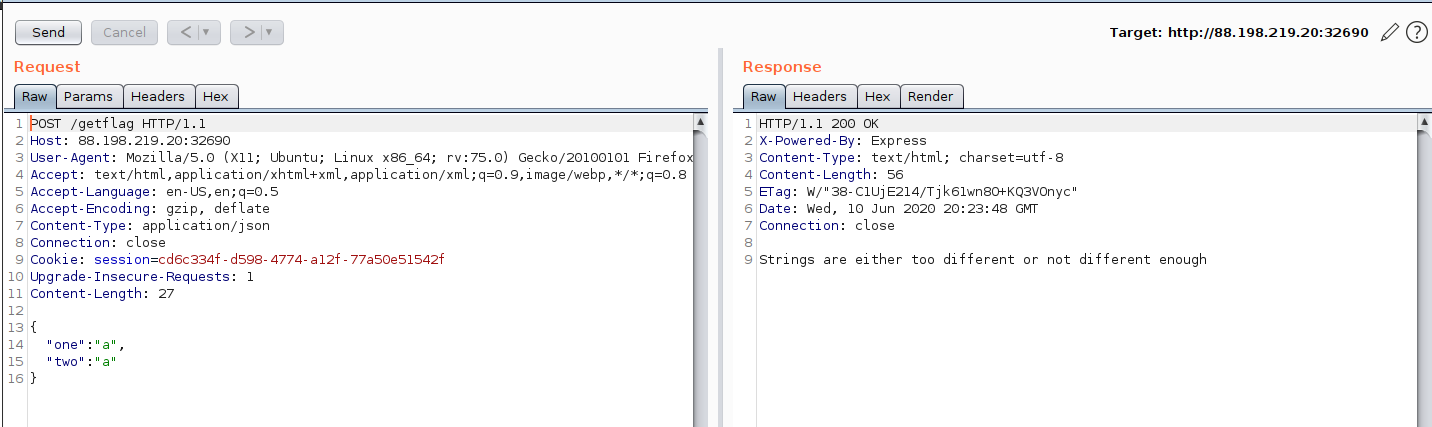 Send Cancel < > Target: http://88.198.219.20:32690 ?
Request
Raw Params Headers Hex
1 POST /getflag HTTP/1.1
2 Host: 88.198.219.20:32690
3 User-Agent: Mozilla/5.0 (X11; Ubuntu; Linux x86_64; rv:75.0) Gecko/20100101 Firefox
4 Accept: text/html,application/xhtml+xml,application/xml;q=0.9,image/webp,*/*;q=0.8
5 Accept-Language: en-US,en;q=0.5
6 Accept-Encoding: gzip, deflate
7 Content-Type: application/json
8 Connection: close
9 Cookie: session=cd6c334f-d598-4774-a12f-77a50e51542f
10 Upgrade-Insecure-Requests: 1
11 Content-Length: 27
12
13 {
14 "one":"a",
15 "two":"a"
16 }
Response
Raw Headers Hex Render
1 HTTP/1.1 200 OK
2 X-Powered-By: Express
3 Content-Type: text/html; charset=utf-8
4 Content-Length: 56
5 ETag: W/"38-C1UjE2l4/Tjk61wn8O+KQ3VOnyc"
6 Date: Wed, 10 Jun 2020 20:23:48 GMT
7 Connection: close
8
9 Strings are either too different or not different enough